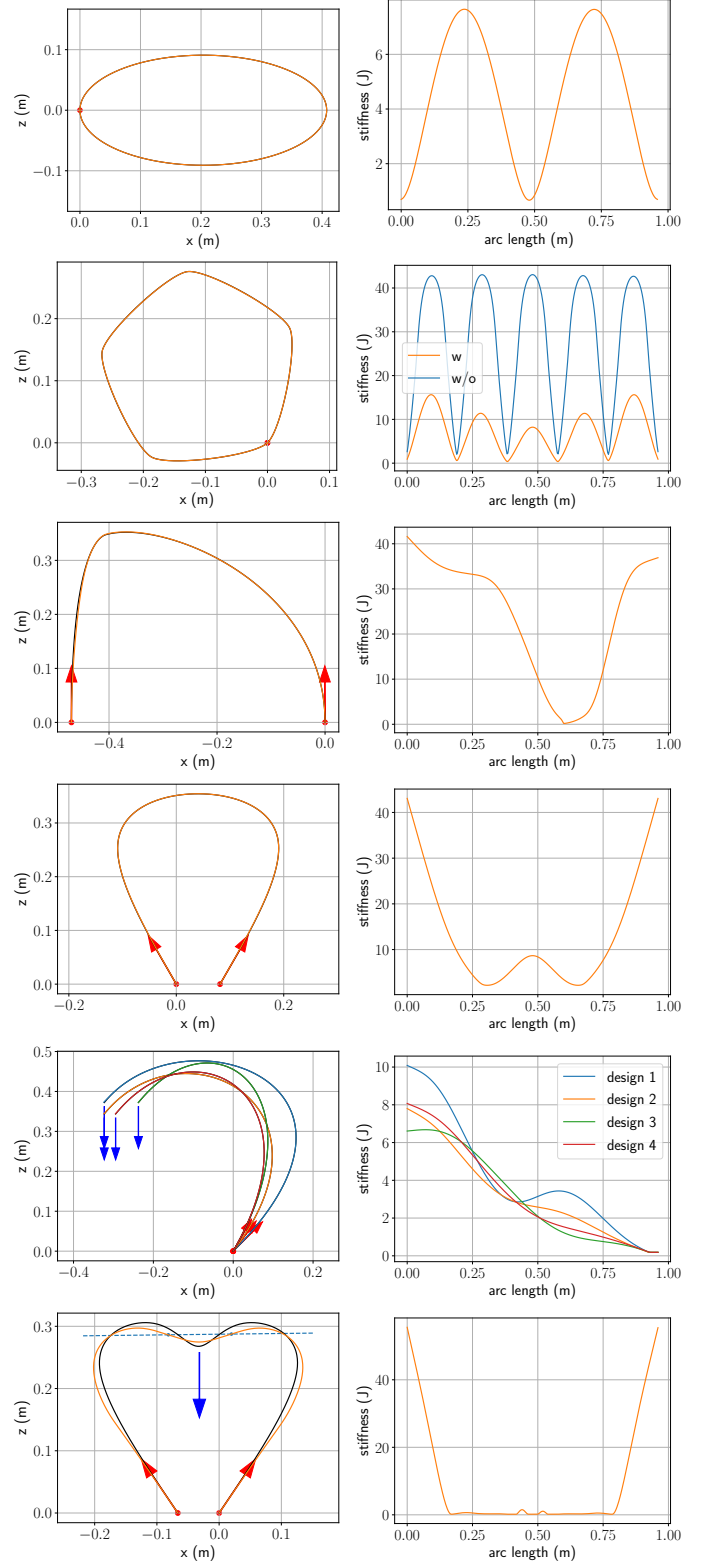 0.1
0.0
−0.1
z (m)
0.0 0.1 0.2 0.3 0.4
x (m)
6
4
2
stiffness (J)
0.00 0.25 0.50 0.75 1.00
arc length (m)
0.2
0.1
0.0
z (m)
−0.3 −0.2 −0.1 0.0 0.1
x (m)
40
30
20
10
0
stiffness (J)
w
w/o
0.00 0.25 0.50 0.75 1.00
arc length (m)
0.3
0.2
0.1
0.0
z (m)
−0.4 −0.2 0.0
x (m)
40
30
20
10
0
stiffness (J)
0.00 0.25 0.50 0.75 1.00
arc length (m)
0.3
0.2
0.1
0.0
z (m)
−0.2 0.0 0.2
x (m)
40
30
20
10
stiffness (J)
0.00 0.25 0.50 0.75 1.00
arc length (m)
0.5
0.4
0.3
0.2
0.1
0.0
z (m)
−0.4 −0.2 0.0 0.2
x (m)
10
8
6
4
2
0
stiffness (J)
design 1
design 2
design 3
design 4
0.00 0.25 0.50 0.75 1.00
arc length (m)
0.3
0.2
0.1
0.0
z (m)
−0.2 −0.1 0.0 0.1
x (m)
40
20
0
stiffness (J)
0.00 0.25 0.50 0.75 1.00
arc length (m)